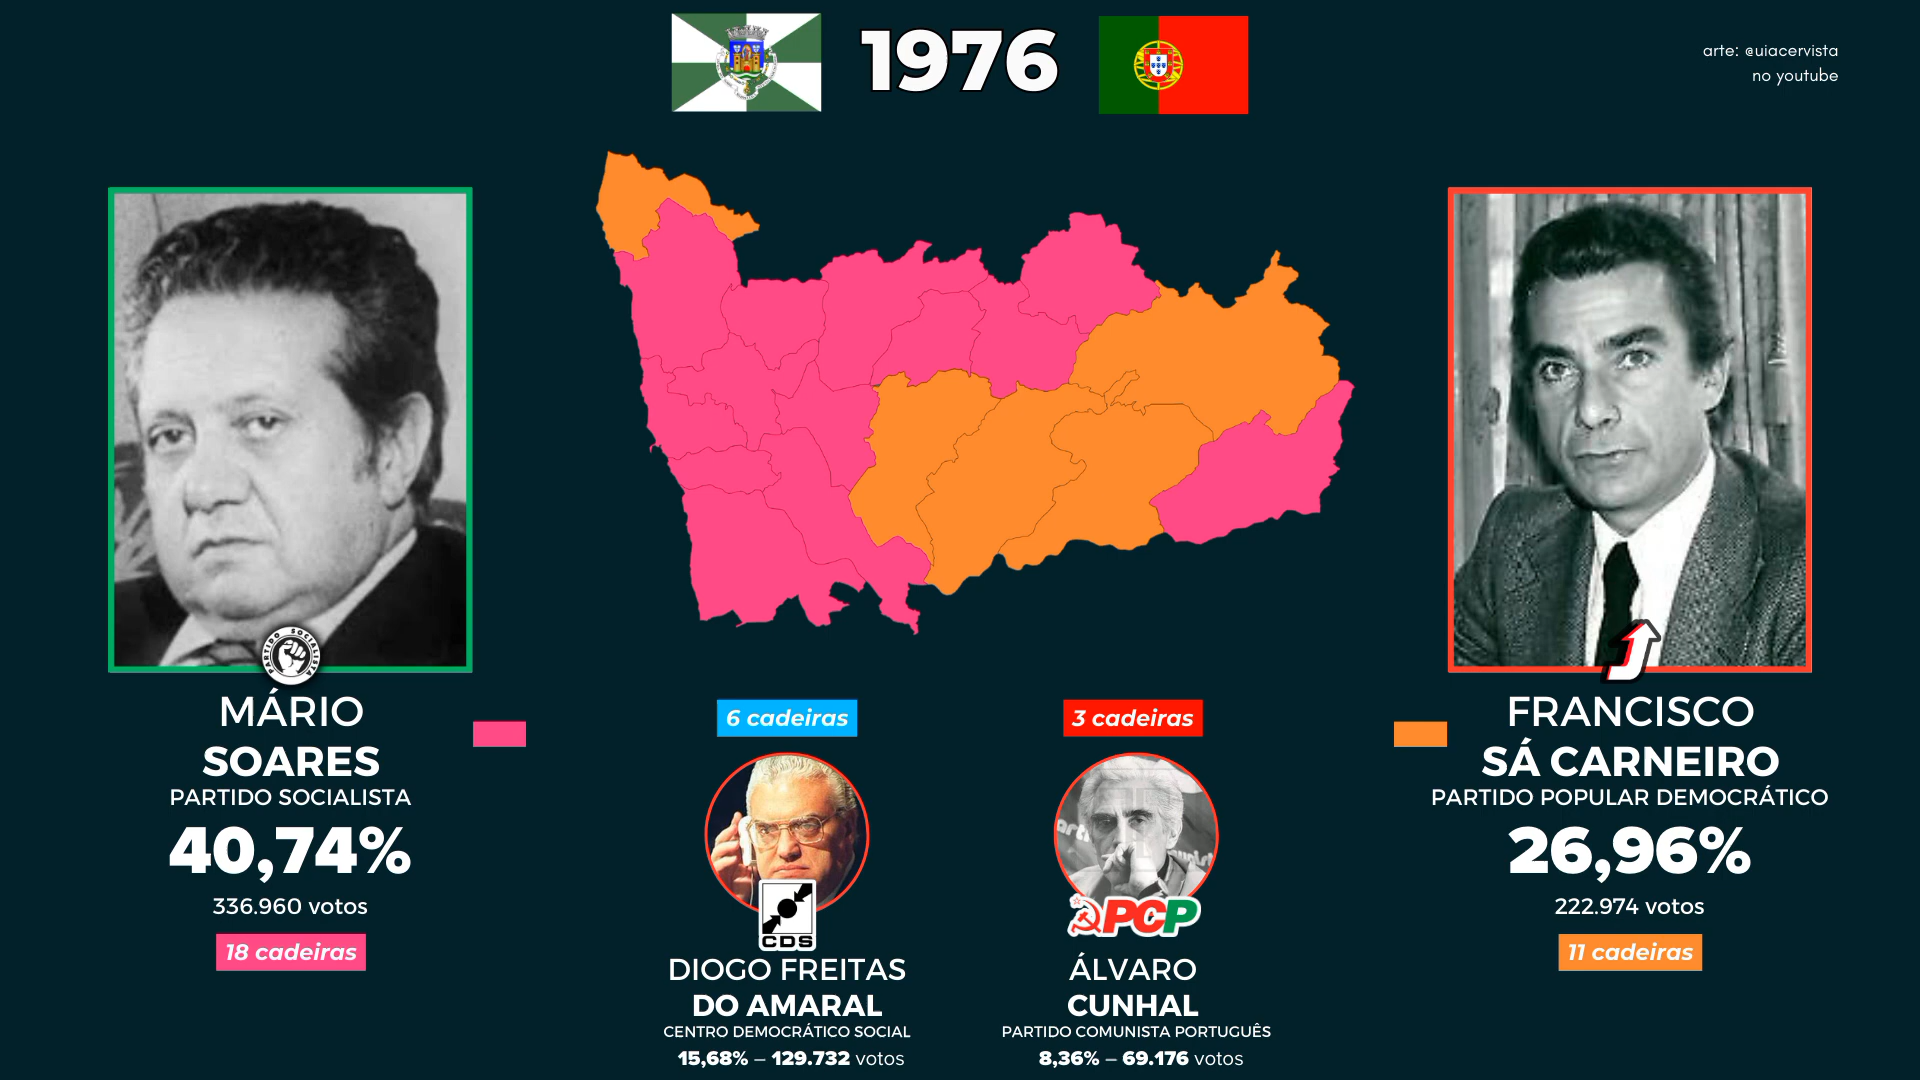 1976
arte: @uiacervista
no youtube
PARTIDO SOCIALISTA
MÁRIO
SOARES
PARTIDO SOCIALISTA
40,74%
336.960 votos
18 cadeiras
6 cadeiras
CDS
DIOGO FREITAS
DO AMARAL
CENTRO DEMOCRÁTICO SOCIAL
15,68% – 129.732 votos
3 cadeiras
PCP
ÁLVARO
CUNHAL
PARTIDO COMUNISTA PORTUGUÊS
8,36% – 69.176 votos
FRANCISCO
SÁ CARNEIRO
PARTIDO POPULAR DEMOCRÁTICO
26,96%
222.974 votos
11 cadeiras